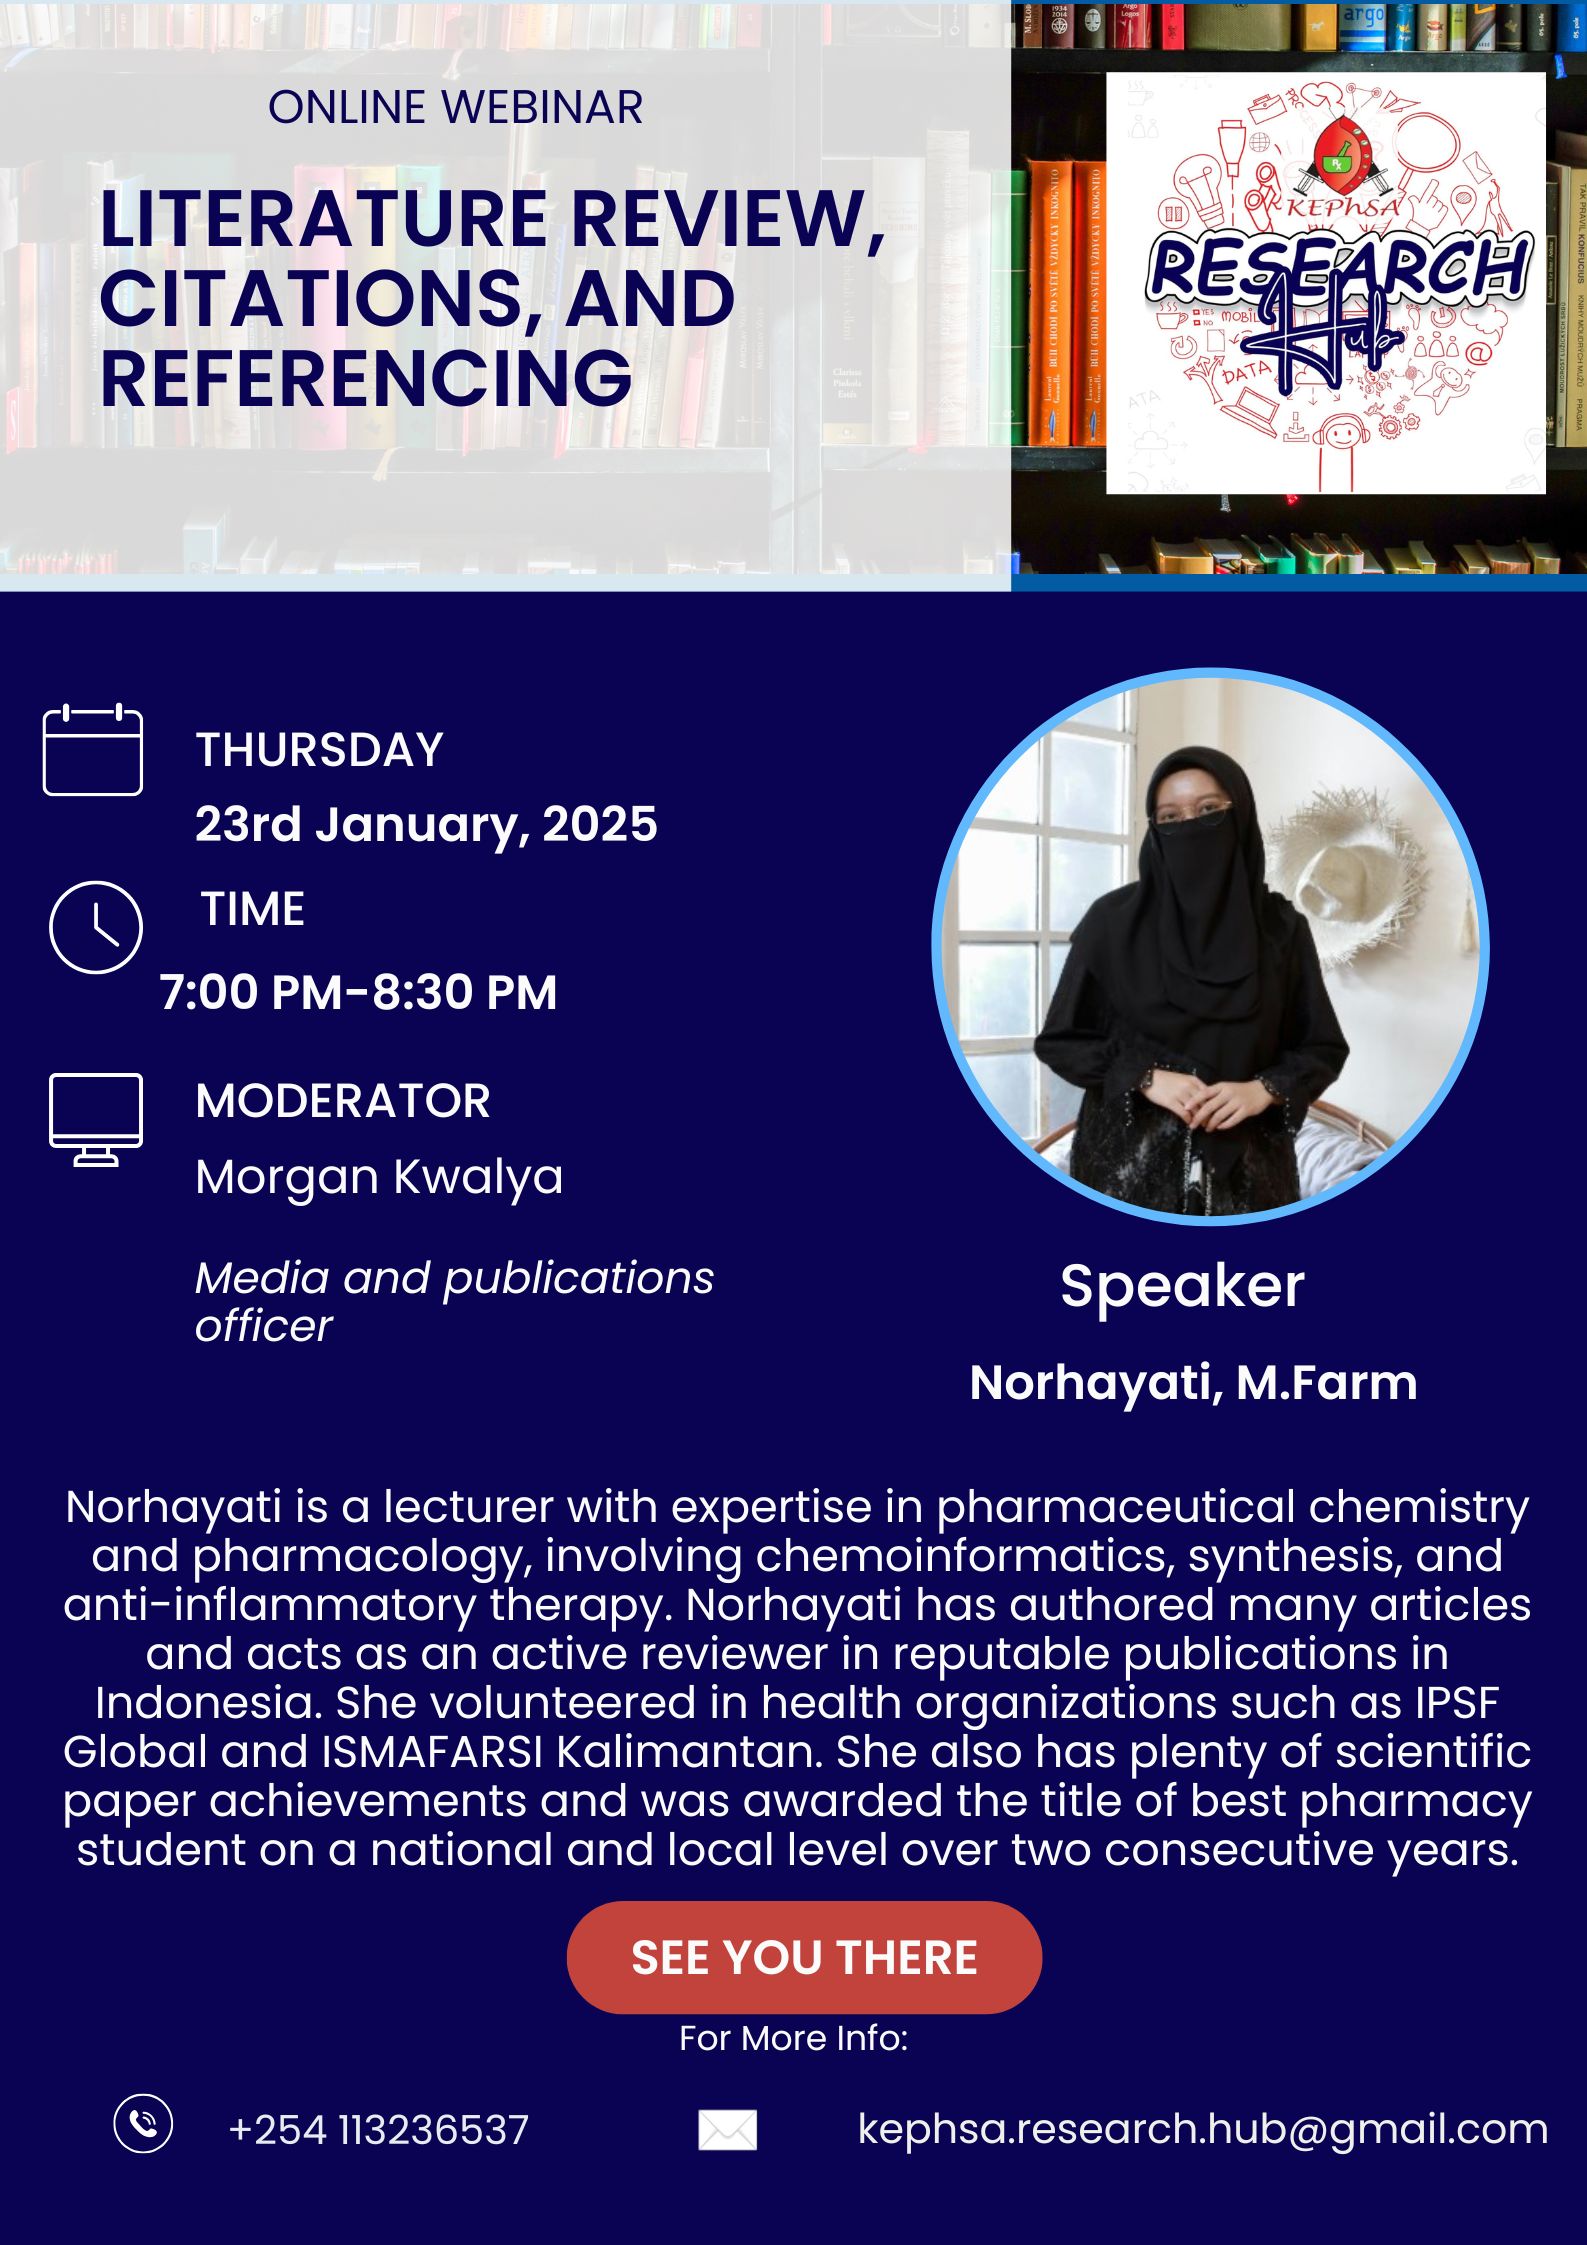 ONLINE WEBINAR
LITERATURE REVIEW,
CITATIONS, AND
REFERENCING
KEPhSA
RESEARCH
Hub
DATA
argo
THURSDAY
23rd January, 2025
TIME
7:00 PM-8:30 PM
MODERATOR
Morgan Kwalya
Media and publications
officer
Speaker
Norhayati, M.Farm
Norhayati is a lecturer with expertise in pharmaceutical chemistry
and pharmacology, involving chemoinformatics, synthesis, and
anti-inflammatory therapy. Norhayati has authored many articles
and acts as an active reviewer in reputable publications in
Indonesia. She volunteered in health organizations such as IPSF
Global and ISMAFARSI Kalimantan. She also has plenty of scientific
paper achievements and was awarded the title of best pharmacy
student on a national and local level over two consecutive years.
SEE YOU THERE
For More Info:
+254 113236537
kephsa.research.hub@gmail.com